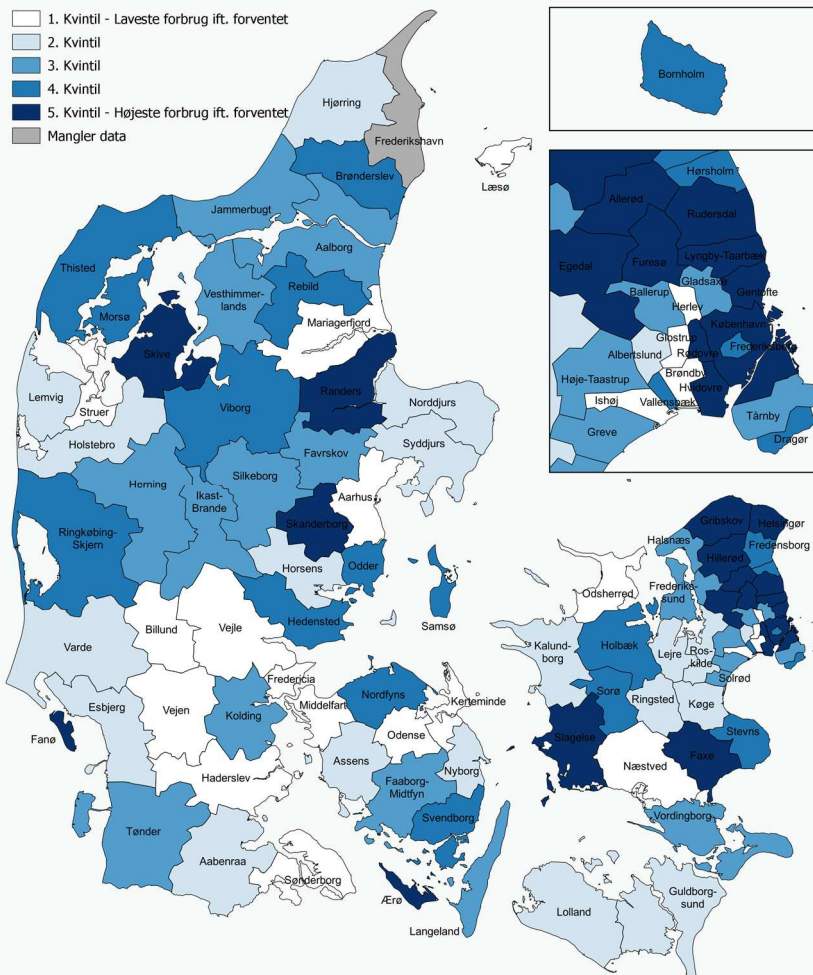 1. Kvintil - Laveste forbrug ift. forventet
2. Kvintil
3. Kvintil
4. Kvintil
5. Kvintil - Højeste forbrug ift. forventet
Mangler data
Hjørring
Frederikshavn
Brønderslev
Læsø
Jammerbugt
Aalborg
Thisted
Vesthimmer-
lands
Rebild
Morsø
Mariagerfjord
Skive
Lemvig
Struer
Viborg
Randers
Norddjurs
Holstebro
Syddjurs
Favrskov
Herning
Ikast-
Brande
Silkeborg
Aarhus
Skanderborg
Ringkøbing-
Skjern
Horsens
Odder
Samsø
Hedensted
Billund
Vejle
Varde
Fredericia
Middelfart
Nordfyns
Kerteminde
Esbjerg
Vejen
Kolding
Odense
Fanø
Assens
Nyborg
Haderslev
Faaborg-
Midtfyn
Tønder
Svendborg
Aabenraa
Sønderborg
Ærø
Langeland
Bornholm
Hørsholm
Allerød
Rudersdal
Egedal
Furesø
Lyngby-Taarbæk
Gladsaxe
Ballerup
Gentofte
Herlev
København
Glostrup
Frederiksberg
Albertslund
Rødovre
Høje-Taastrup
Brøndby
Hvidovre
Ishøj
Vallensbæk
Tårnby
Greve
Dragør
Gribskov
Helsingør
Halsnæs
Hillerød
Fredensborg
Odsherred
Frederiks-
sund
Kalund-
borg
Holbæk
Lejre
Ros-
kilde
Solrød
Sorø
Ringsted
Køge
Slagelse
Stevns
Næstved
Faxe
Vordingborg
Lolland
Guldborg-
sund